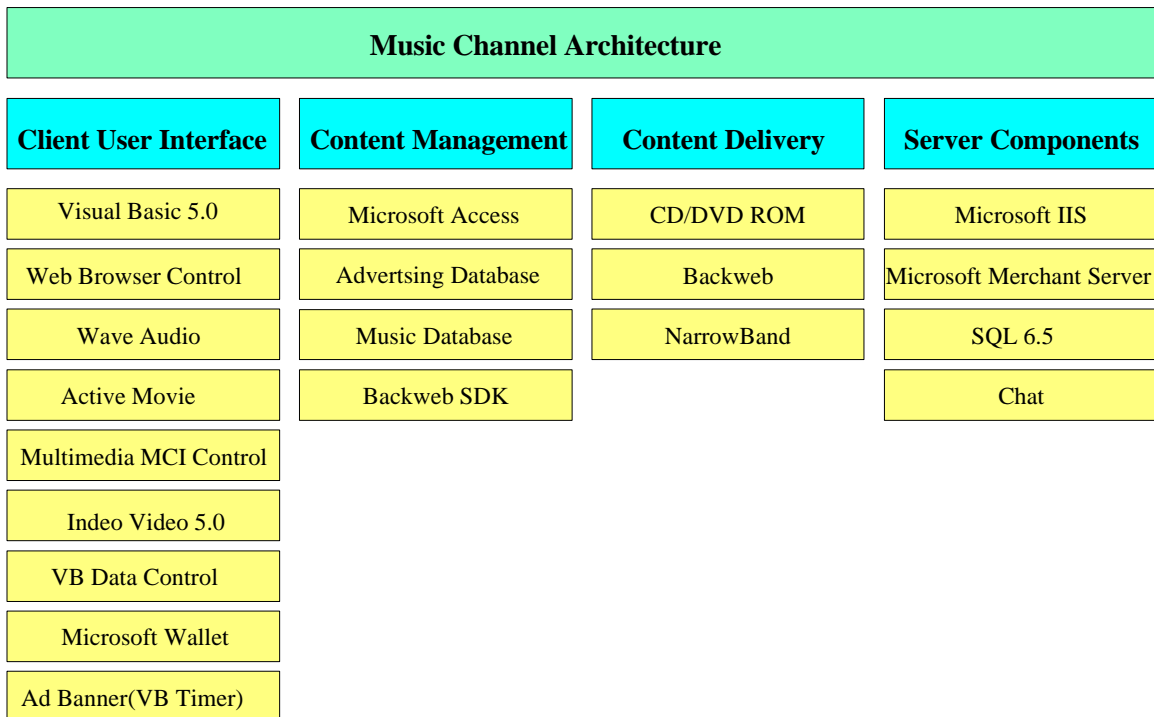 Music Channel Architecture
Client User Interface
Content Management
Content Delivery
Server Components
Visual Basic 5.0
Microsoft Access
CD/DVD ROM
Microsoft IIS
Web Browser Control
Advertsing Database
Backweb
Microsoft Merchant Server
Wave Audio
Music Database
NarrowBand
SQL 6.5
Active Movie
Backweb SDK
Chat
Multimedia MCI Control
Indeo Video 5.0
VB Data Control
Microsoft Wallet
Ad Banner(VB Timer)